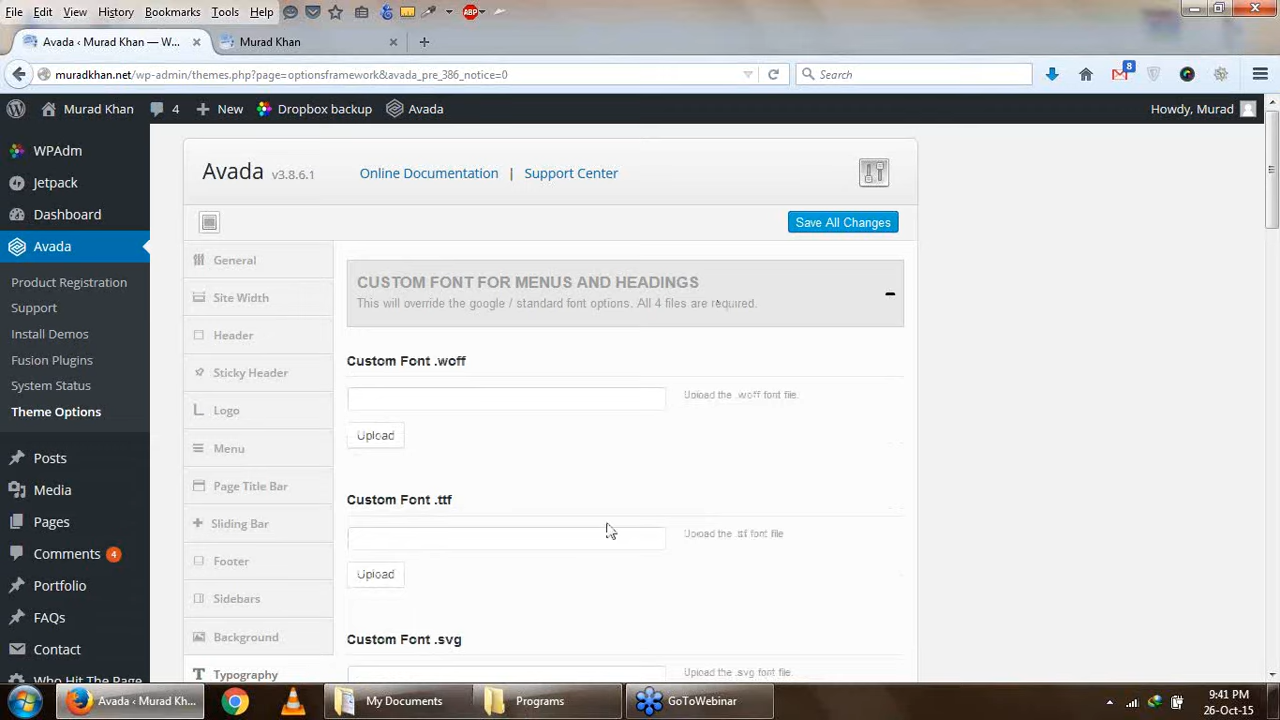 File Edit View History Bookmarks Tools Help
Avada ‹ Murad Khan — W...
Murad Khan
muradkhan.net/wp-admin/themes.php?page=optionsframework&avada_pre_386_notice=0
Search
8
Murad Khan 4 New Dropbox backup Avada
Howdy, Murad
WPAdm
Jetpack
Dashboard
Avada
Product Registration
Support
Install Demos
Fusion Plugins
System Status
Theme Options
Posts
Media
Pages
Comments 4
Portfolio
FAQs
Contact
Who Hit The Page
Avada v3.8.6.1
Online Documentation | Support Center
Save All Changes
General
Site Width
Header
Sticky Header
Logo
Menu
Page Title Bar
Sliding Bar
Footer
Sidebars
Background
Typography
CUSTOM FONT FOR MENUS AND HEADINGS
This will override the google / standard font options. All 4 files are required.
Custom Font .woff
Upload the .woff font file.
Upload
Custom Font .ttf
Upload the .ttf font file
Upload
Custom Font .svg
Upload the .svg font file.
Avada ‹ Murad Kh...
My Documents
Programs
GoToWebinar
9:41 PM
26-Oct-15